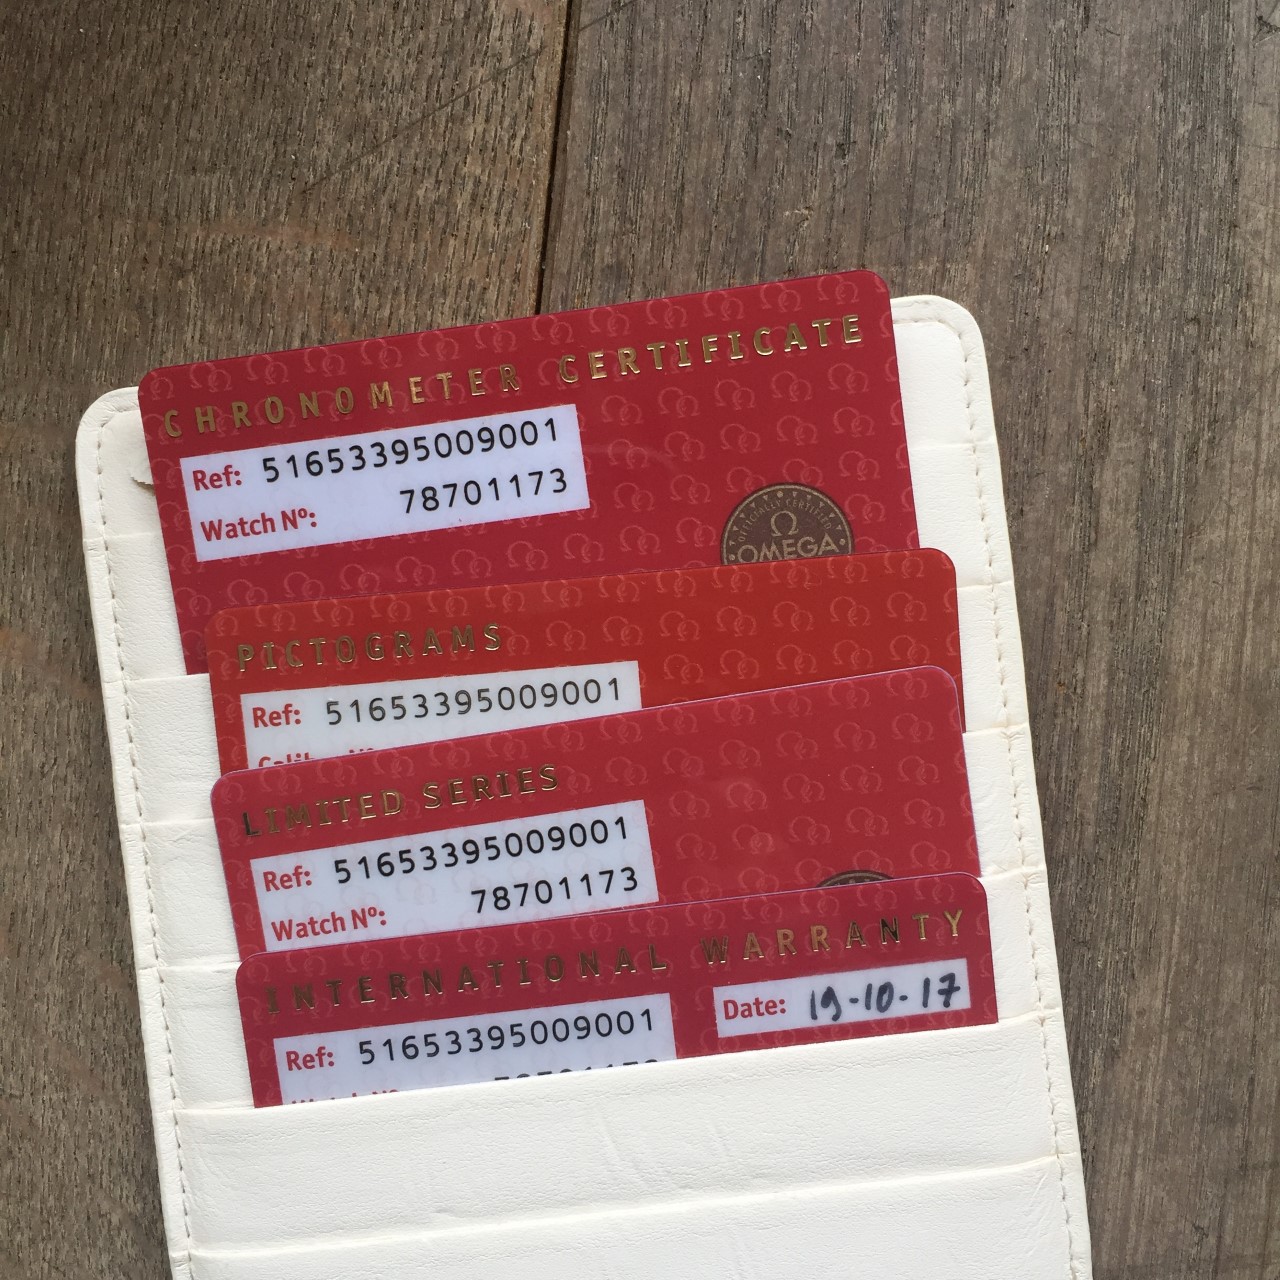 CHRONOMETER CERTIFICATE
Ref: 51653395009001
Watch Nº: 78701173
OFFICIALLY CERTIFIED
OMEGA
PICTOGRAMS
Ref: 51653395009001
LIMITED SERIES
Ref: 51653395009001
Watch Nº: 78701173
INTERNATIONAL WARRANTY
Date: 19-10-17
Ref: 51653395009001